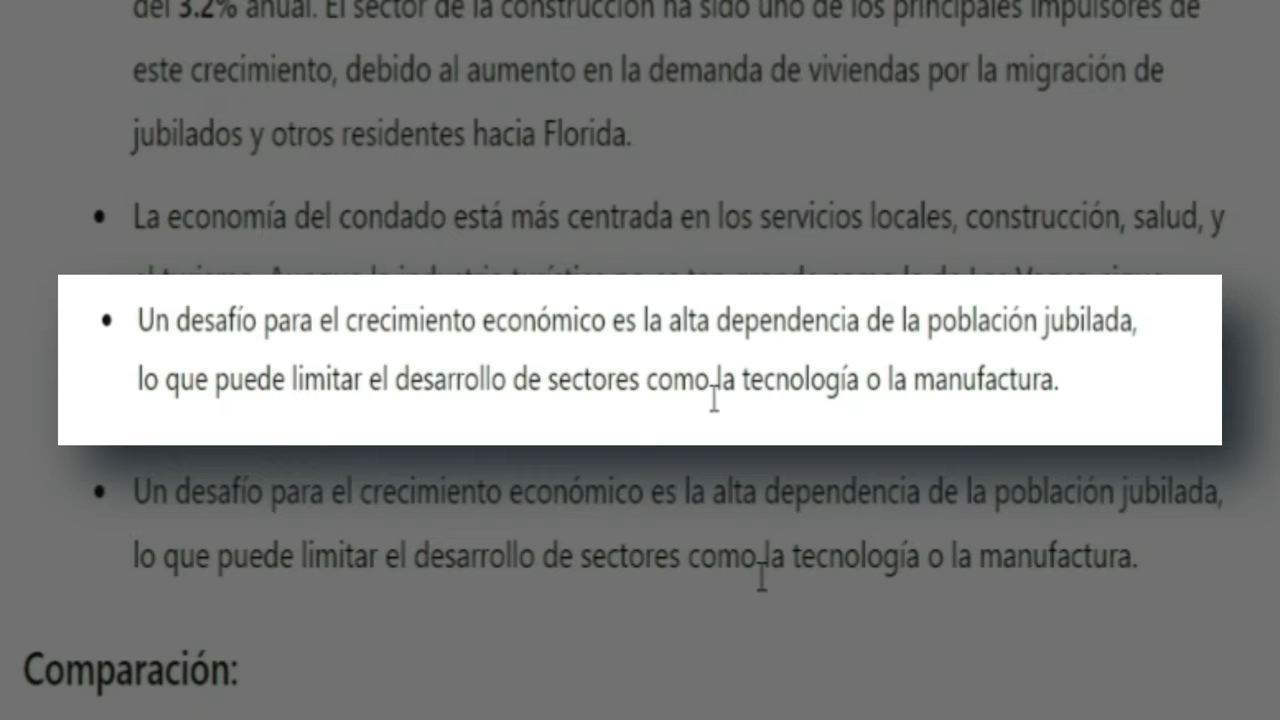 del 3.2% anual. El sector de la construcción ha sido uno de los principales impulsores de
este crecimiento, debido al aumento en la demanda de viviendas por la migración de
jubilados y otros residentes hacia Florida.
• La economía del condado está más centrada en los servicios locales, construcción, salud, y
• Un desafío para el crecimiento económico es la alta dependencia de la población jubilada,
lo que puede limitar el desarrollo de sectores como la tecnología o la manufactura.
• Un desafío para el crecimiento económico es la alta dependencia de la población jubilada,
lo que puede limitar el desarrollo de sectores como la tecnología o la manufactura.
Comparación: